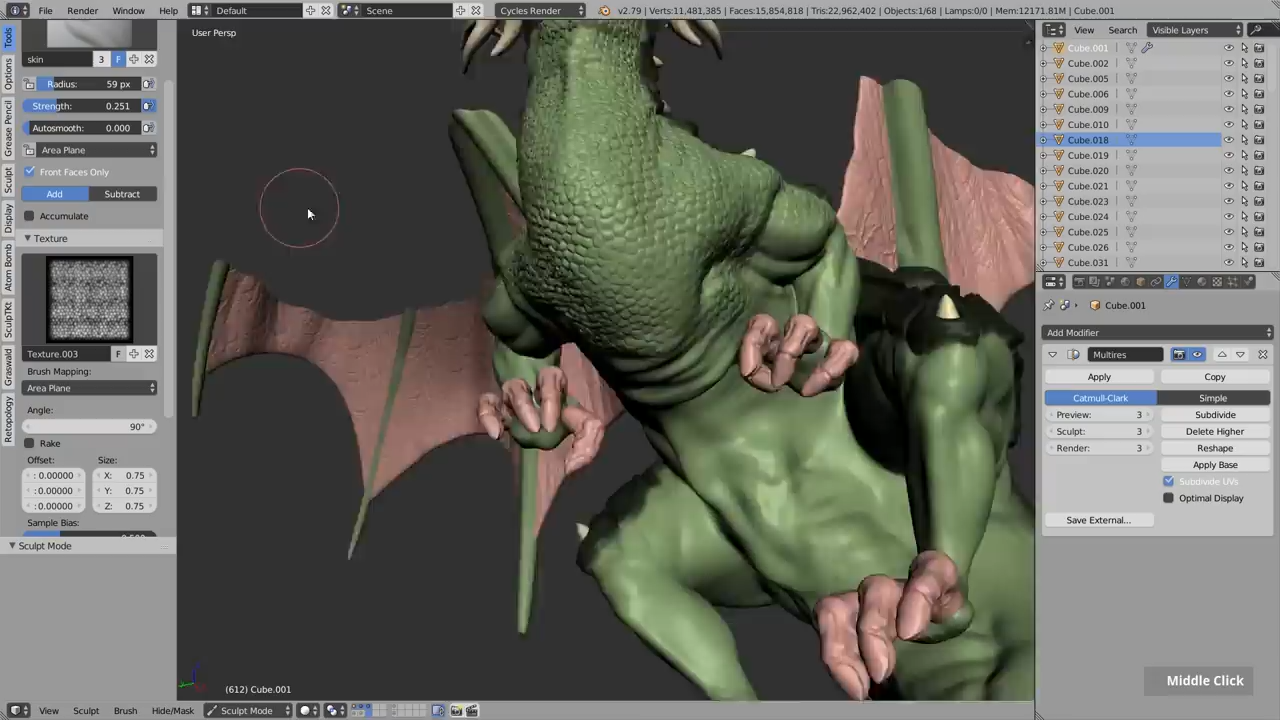 File Render Window Help Default Scene Cycles Render v2.79 | Verts:11,481,385 | Faces:15,854,818 | Tris:22,962,402 | Objects:1/68 | Lamps:0/0 | Mem:12171.81M | Cube.001
User Persp
Tools
Options
Grease Pencil
Sculpt
Display
Atom Bomb
SculpTKt
Graswald
Retopology
skin 3 F
Radius: 59 px
Strength: 0.251
Autosmooth: 0.000
Area Plane
Front Faces Only
Add Subtract
Accumulate
Texture
Texture.003 F
Brush Mapping:
Area Plane
Angle:
90°
Rake
Offset: Size:
: 0.00000 X: 0.75
: 0.00000 Y: 0.75
: 0.00000 Z: 0.75
Sample Bias:
Sculpt Mode
(612) Cube.001
View Sculpt Brush Hide/Mask Sculpt Mode
View Search Visible Layers
Cube.001
Cube.002
Cube.005
Cube.006
Cube.009
Cube.010
Cube.018
Cube.019
Cube.020
Cube.021
Cube.023
Cube.024
Cube.025
Cube.026
Cube.031
Cube.001
Add Modifier
Multires
Apply Copy
Catmull-Clark Simple
Preview: 3 Subdivide
Sculpt: 3 Delete Higher
Render: 3 Reshape
Apply Base
Subdivide UVs
Optimal Display
Save External...
Middle Click